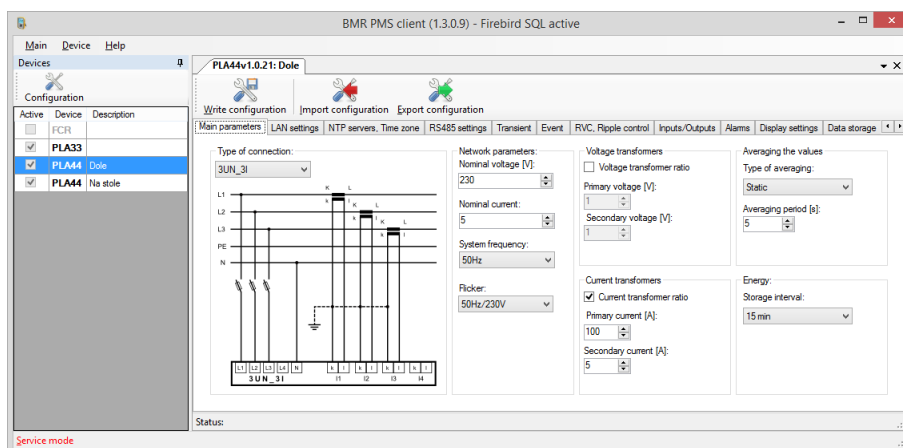 BMR PMS client (1.3.0.9) - Firebird SQL active
Main Device Help
Devices
Configuration
Active Device Description
FCR
PLA33
PLA44 Dole
PLA44 Na stole
PLA44v1.0.21: Dole
Write configuration Import configuration Export configuration
Main parameters LAN settings NTP servers, Time zone RS485 settings Transient Event RVC, Ripple control Inputs/Outputs Alarms Display settings Data storage
Type of connection:
3UN_3I
L1
L2
L3
PE
N
K L
k l
K L
k l
K L
k l
L1 L2 L3 L4 N k l k l k l k l
3UN_3I I1 I2 I3 I4
Network parameters:
Nominal voltage [V]:
230
Nominal current:
5
System frequency:
50Hz
Flicker:
50Hz/230V
Voltage transformers
Voltage transformer ratio
Primary voltage [V]:
1
Secondary voltage [V]:
1
Current transformers
Current transformer ratio
Primary current [A]:
100
Secondary current [A]:
5
Averaging the values
Type of averaging:
Static
Averaging period [s]:
5
Energy:
Storage interval:
15 min
Status:
Service mode